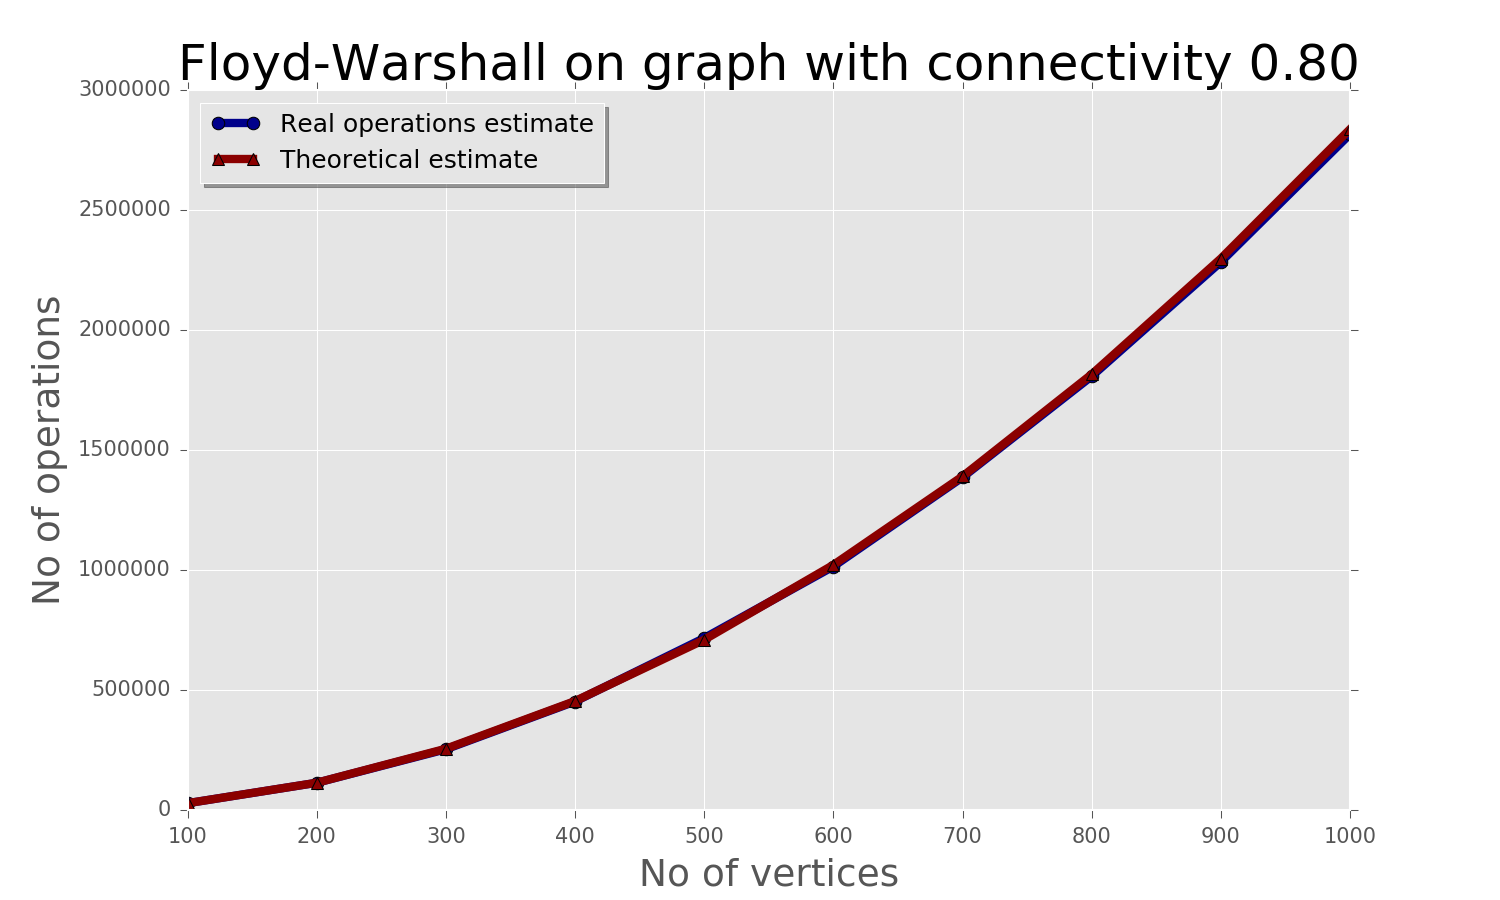 Floyd-Warshall on graph with connectivity 0.80
3000000
2500000
2000000
1500000
1000000
500000
0
No of operations
Real operations estimate
Theoretical estimate
100 200 300 400 500 600 700 800 900 1000
No of vertices